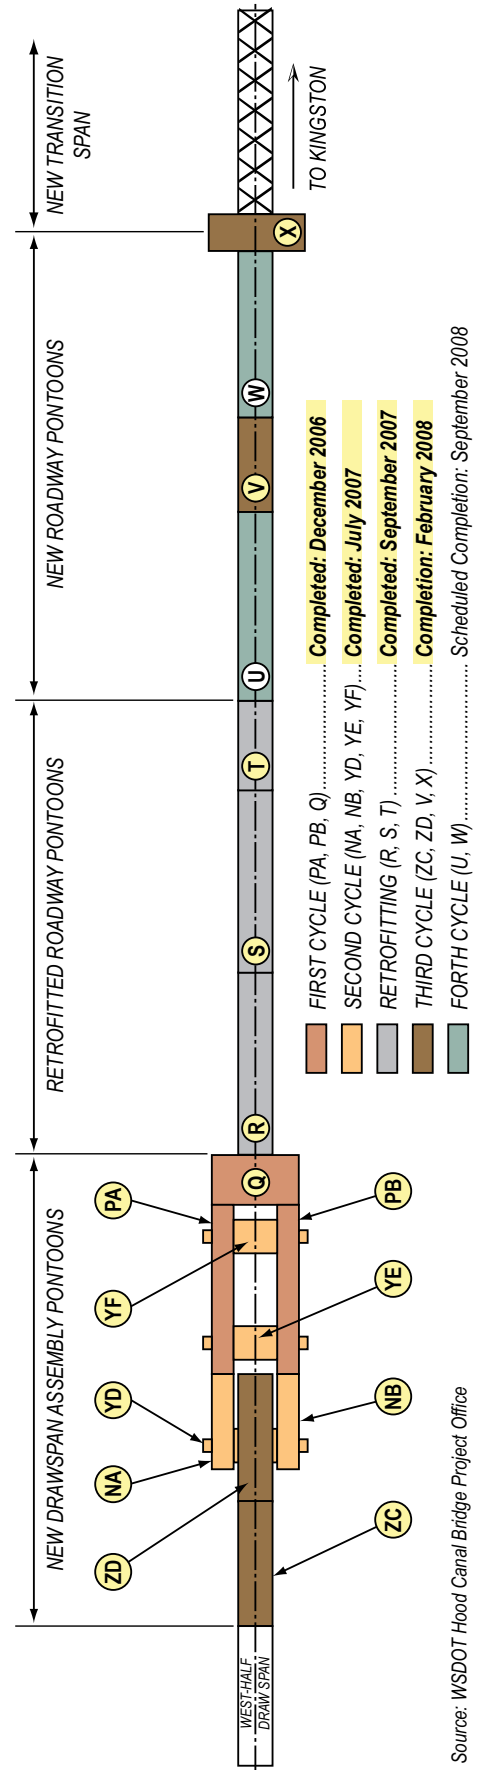 NEW DRAWSPAN ASSEMBLY PONTOONS
RETROFITTED ROADWAY PONTOONS
NEW ROADWAY PONTOONS
NEW TRANSITION
SPAN
ZD
NA
YD
YF
PA
WEST-HALF
DRAW SPAN
Q
R
S
T
U
V
W
X
ZC
NB
YE
PB
TO KINGSTON
FIRST CYCLE (PA, PB, Q) ........................ Completed: December 2006
SECOND CYCLE (NA, NB, YD, YE, YF).... Completed: July 2007
RETROFITTING (R, S, T) ......................... Completed: September 2007
THIRD CYCLE (ZC, ZD, V, X) .................. Completion: February 2008
FORTH CYCLE (U, W) ............................. Scheduled Completion: September 2008
Source: WSDOT Hood Canal Bridge Project Office